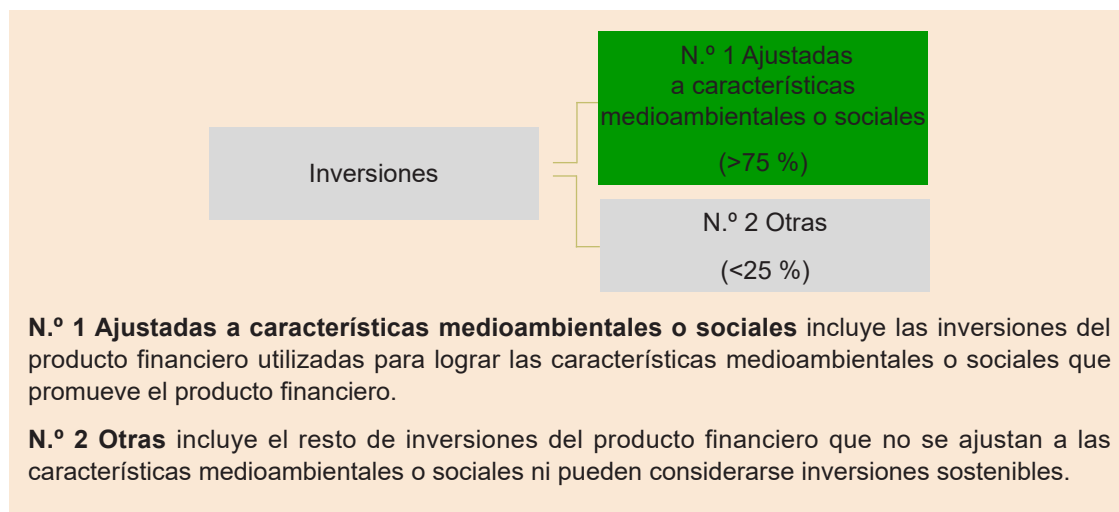 N.º 1 Ajustadas
a características
medioambientales o sociales
(>75 %)
Inversiones
N.º 2 Otras
(<25 %)
N.º 1 Ajustadas a características medioambientales o sociales incluye las inversiones del
producto financiero utilizadas para lograr las características medioambientales o sociales que
promueve el producto financiero.
N.º 2 Otras incluye el resto de inversiones del producto financiero que no se ajustan a las
características medioambientales o sociales ni pueden considerarse inversiones sostenibles.